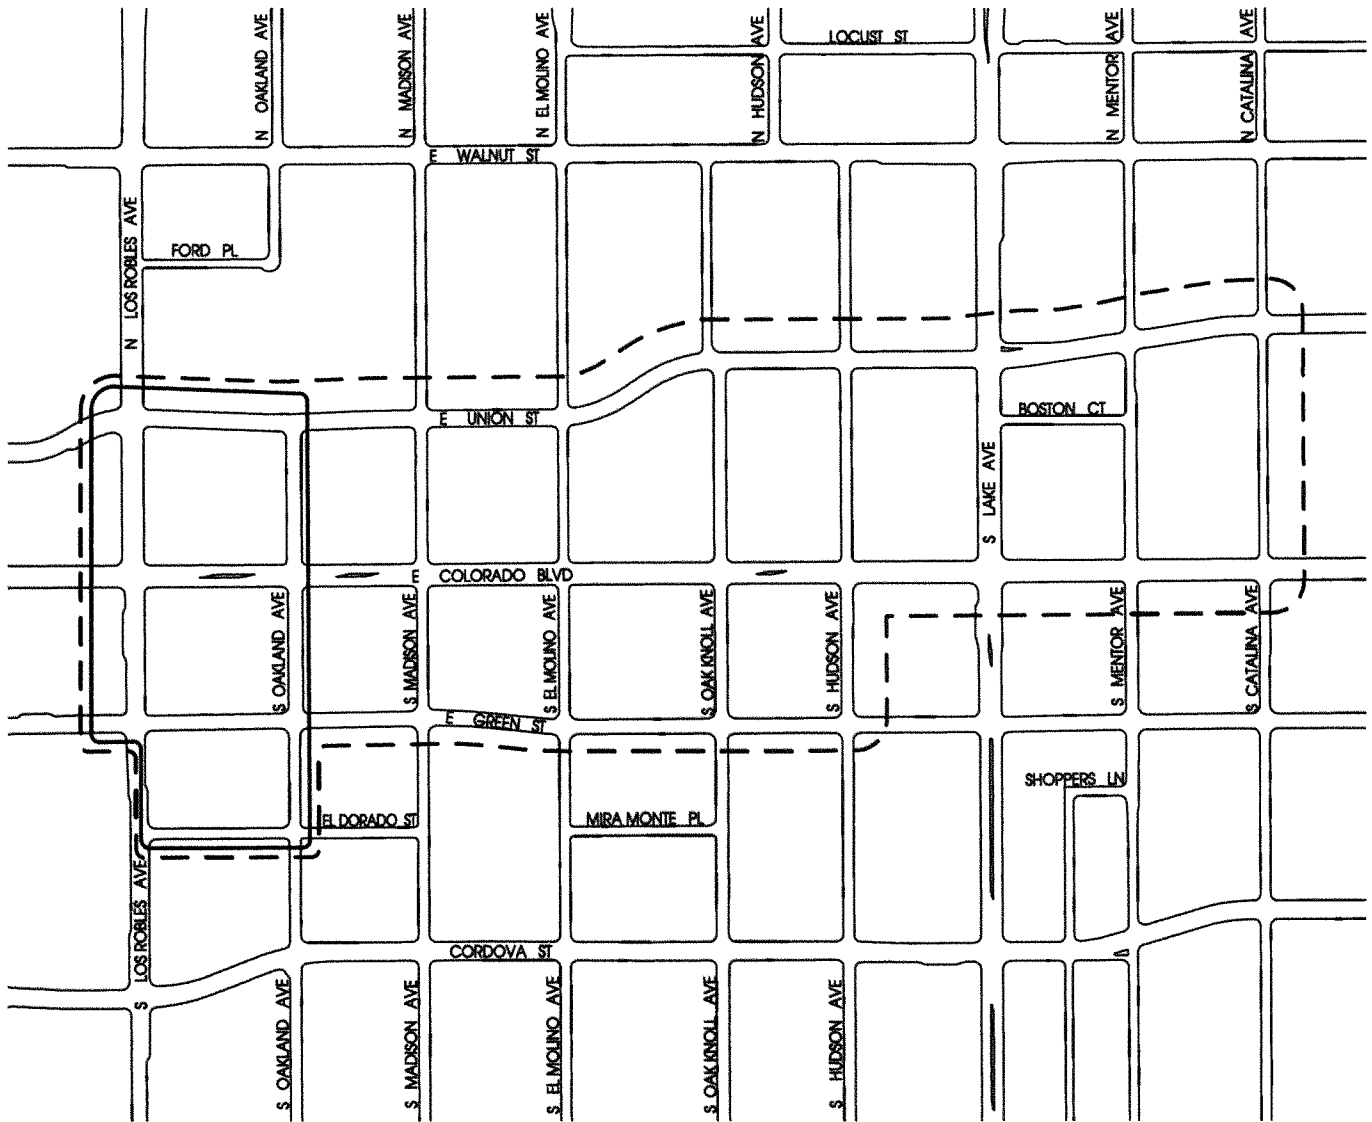 N OAKLAND AVE
N MADISON AVE
N EL MOLINO AVE
N HUDSON AVE
LOCUST ST
N MENTOR AVE
N CATALINA AVE
E WALNUT ST
N LOS ROBLES AVE
FORD PL
E UNION ST
BOSTON CT
S LAKE AVE
E COLORADO BLVD
S OAKLAND AVE
S MADISON AVE
S EL MOLINO AVE
S OAK KNOLL AVE
S HUDSON AVE
S MENTOR AVE
S CATALINA AVE
E GREEN ST
SHOPPERS LN
EL DORADO ST
MIRA MONTE PL
S LOS ROBLES AVE
CORDOVA ST
S OAKLAND AVE
S MADISON AVE
S EL MOLINO AVE
S OAK KNOLL AVE
S HUDSON AVE